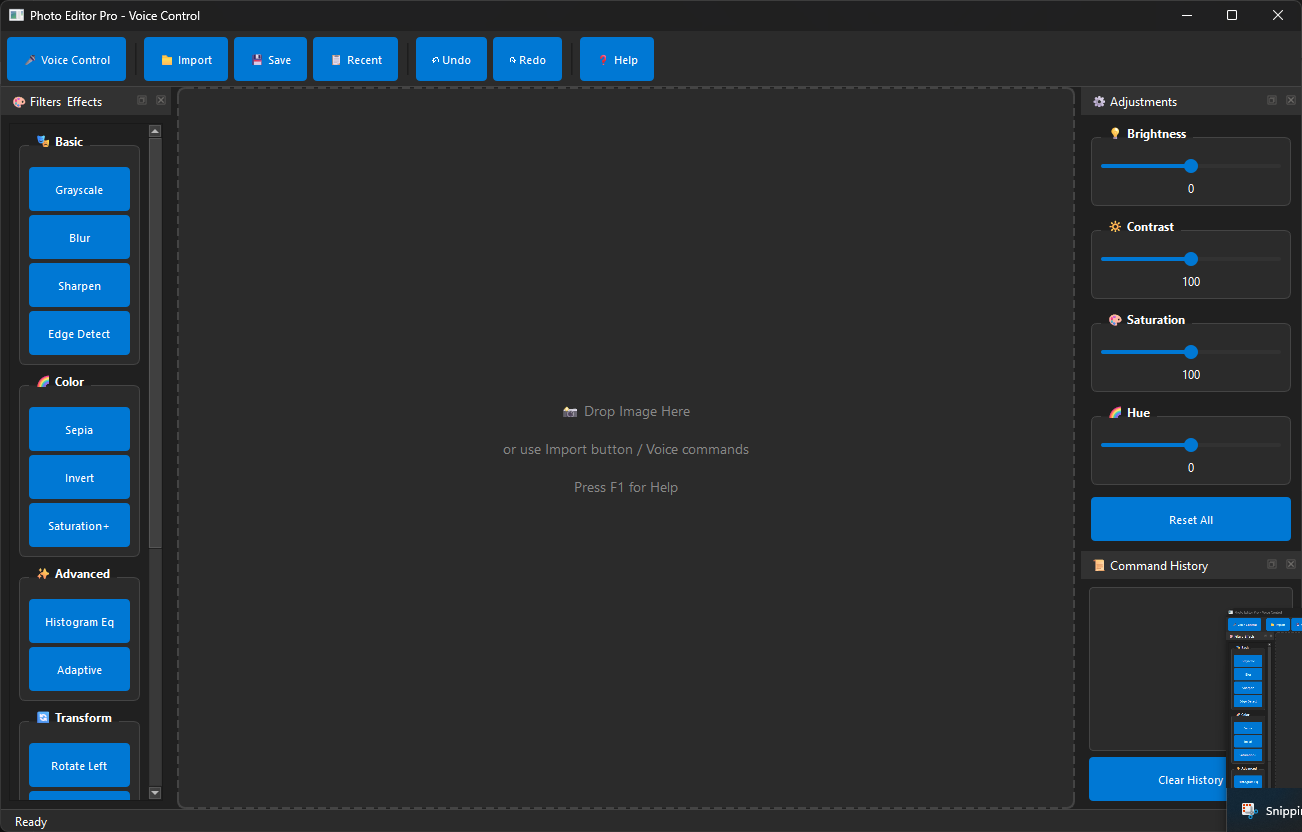 Photo Editor Pro - Voice Control
Voice Control
Import
Save
Recent
Undo
Redo
Help
Filters Effects
Basic
Grayscale
Blur
Sharpen
Edge Detect
Color
Sepia
Invert
Saturation+
Advanced
Histogram Eq
Adaptive
Transform
Rotate Left
Drop Image Here
or use Import button / Voice commands
Press F1 for Help
Adjustments
Brightness
0
Contrast
100
Saturation
100
Hue
0
Reset All
Command History
Clear History
Ready